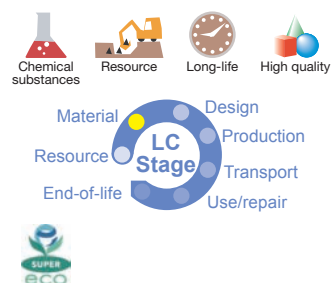 Chemical
substances
Resource
Long-life
High quality
Material
Design
Production
Resource
LC
Stage
Transport
End-of-life
Use/repair
SUPER
eco